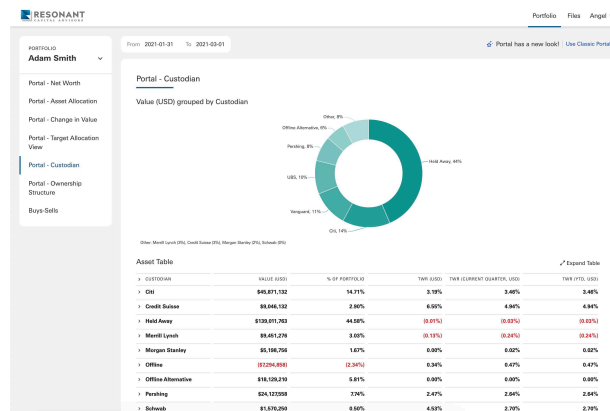 RESONANT
CAPITAL ADVISORS
Portfolio Files Angel
PORTFOLIO
Adam Smith
From 2021-01-31 To 2021-03-01
Portal has a new look! Use Classic Portal
Portal - Net Worth
Portal - Asset Allocation
Portal - Change in Value
Portal - Target Allocation
View
Portal - Custodian
Portal - Ownership
Structure
Buys-Sells
Portal - Custodian
Value (USD) grouped by Custodian
Other, 8%
Offline Alternative, 6%
Pershing, 8%
Held Away, 44%
UBS, 10%
Vanguard, 11%
Citi, 14%
Other: Merrill Lynch (3%), Credit Suisse (3%), Morgan Stanley (2%), Schwab (0%)
Asset Table
Expand Table
CUSTODIAN VALUE (USD) % OF PORTFOLIO TWR (USD) TWR (CURRENT QUARTER, USD) TWR (YTD, USD)
Citi $45,871,132 14.71% 3.19% 3.46% 3.46%
Credit Suisse $9,046,132 2.90% 6.55% 4.94% 4.94%
Held Away $139,011,763 44.58% (0.01%) (0.03%) (0.03%)
Merrill Lynch $9,451,276 3.03% (0.13%) (0.24%) (0.24%)
Morgan Stanley $5,198,756 1.67% 0.00% 0.02% 0.02%
Offline ($7,294,858) (2.34%) 0.34% 0.47% 0.47%
Offline Alternative $18,129,210 5.81% 0.00% 0.00% 0.00%
Pershing $24,127,558 7.74% 2.47% 2.64% 2.64%
Schwab $1,570,250 0.50% 4.53% 2.70% 2.70%